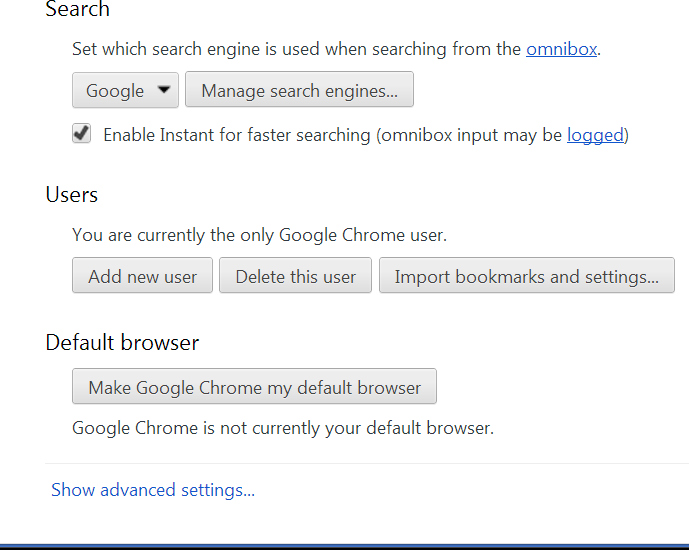 Search
Set which search engine is used when searching from the omnibox.
Google Manage search engines...
Enable Instant for faster searching (omnibox input may be logged)
Users
You are currently the only Google Chrome user.
Add new user Delete this user Import bookmarks and settings...
Default browser
Make Google Chrome my default browser
Google Chrome is not currently your default browser.
Show advanced settings...